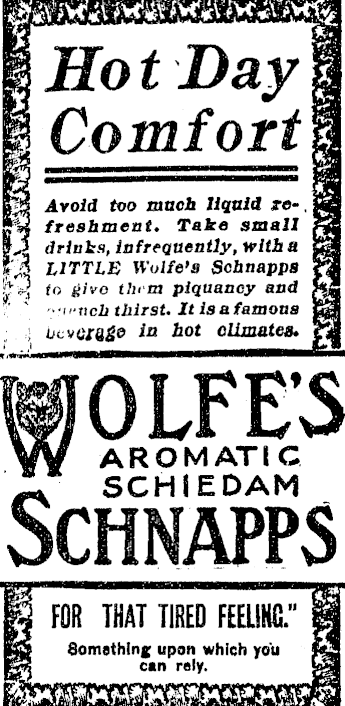 Hot Day
Comfort
Avoid too much liquid re-
freshment. Take small
drinks, infrequently, with a
LITTLE Wolfe's Schnapps
to give them piquancy and
quench thirst. It is a famous
beverage in hot climates.
WOLFE'S
AROMATIC
SCHIEDAM
SCHNAPPS
FOR THAT TIRED FEELING."
Something upon which you
can rely.